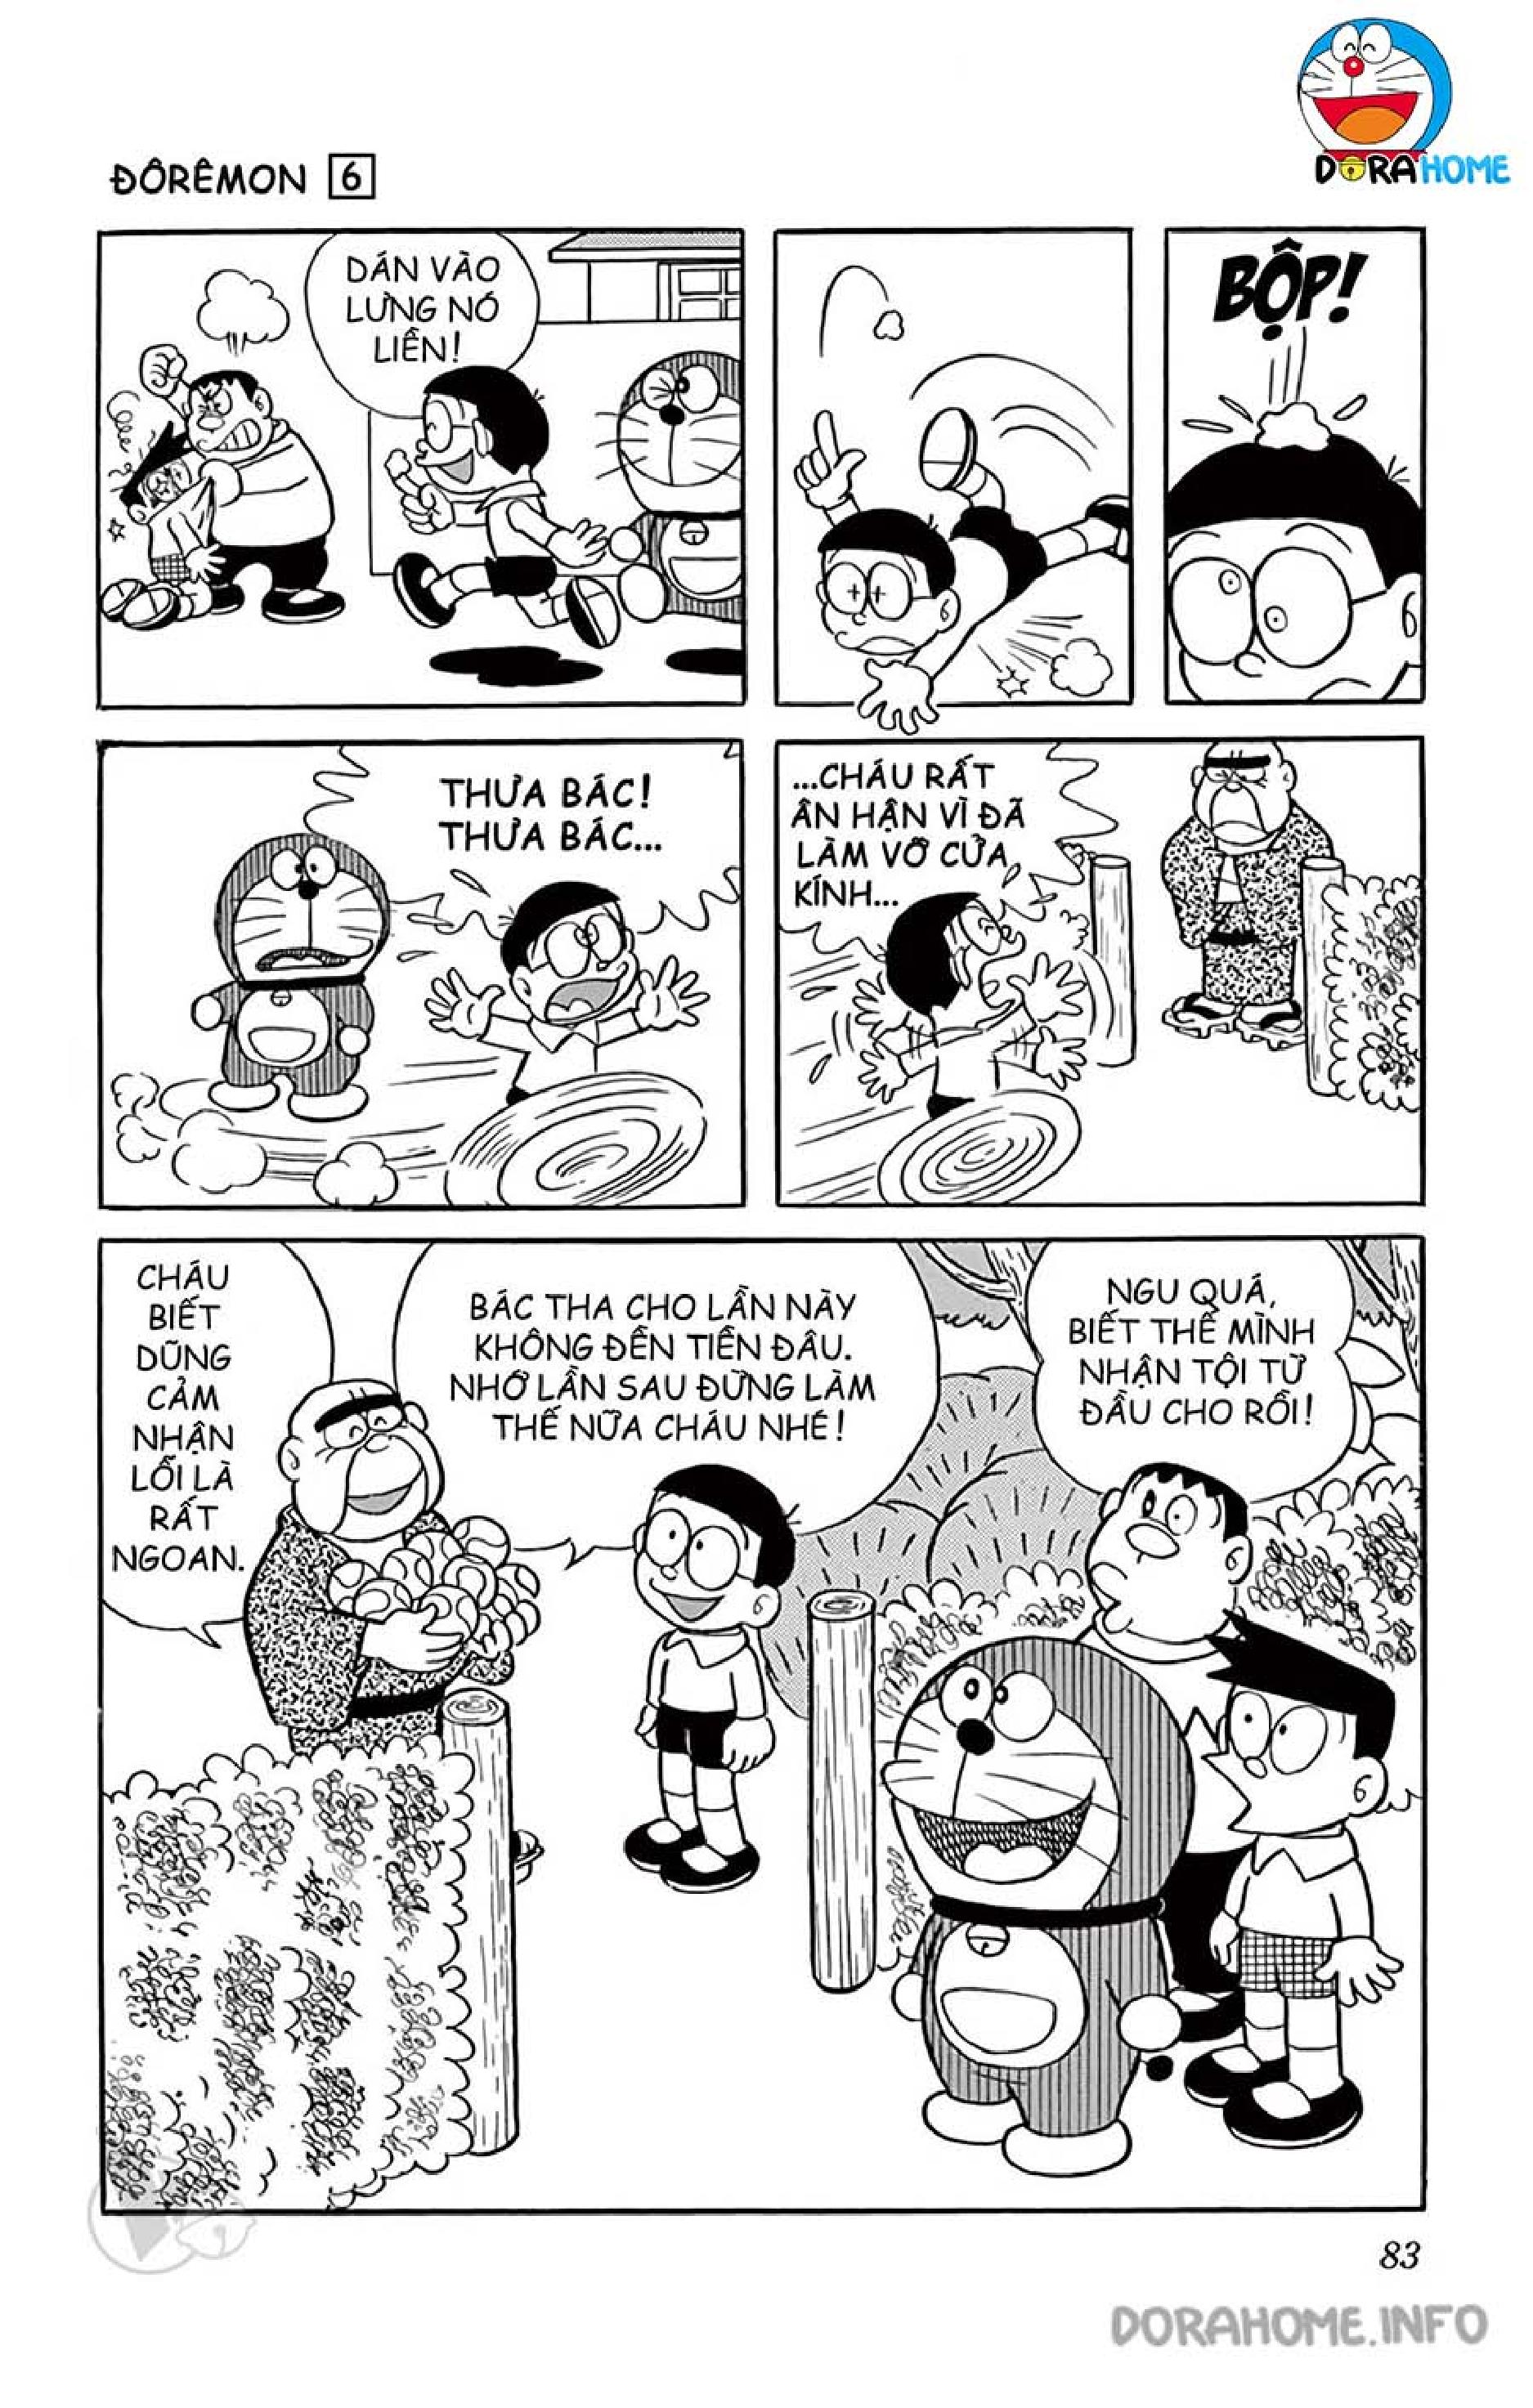 DORAHOME
ĐÔRÊMON 6
DÁN VÀO
LƯNG NÓ
LIỀN!
BỘP!
THƯA BÁC!
THƯA BÁC...
...CHÁU RẤT
ÂN HẬN VÌ ĐÃ
LÀM VỠ CỬA
KÍNH...
CHÁU
BIẾT
DŨNG
CẢM
NHẬN
LỖI LÀ
RẤT
NGOAN.
BÁC THA CHO LẦN NÀY
KHÔNG ĐỀN TIỀN ĐÂU.
NHỚ LẦN SAU ĐỪNG LÀM
THẾ NỮA CHÁU NHÉ!
NGU QUÁ,
BIẾT THẾ MÌNH
NHẬN TỘI TỪ
ĐẦU CHO RỒI!
83
DORAHOME.INFO